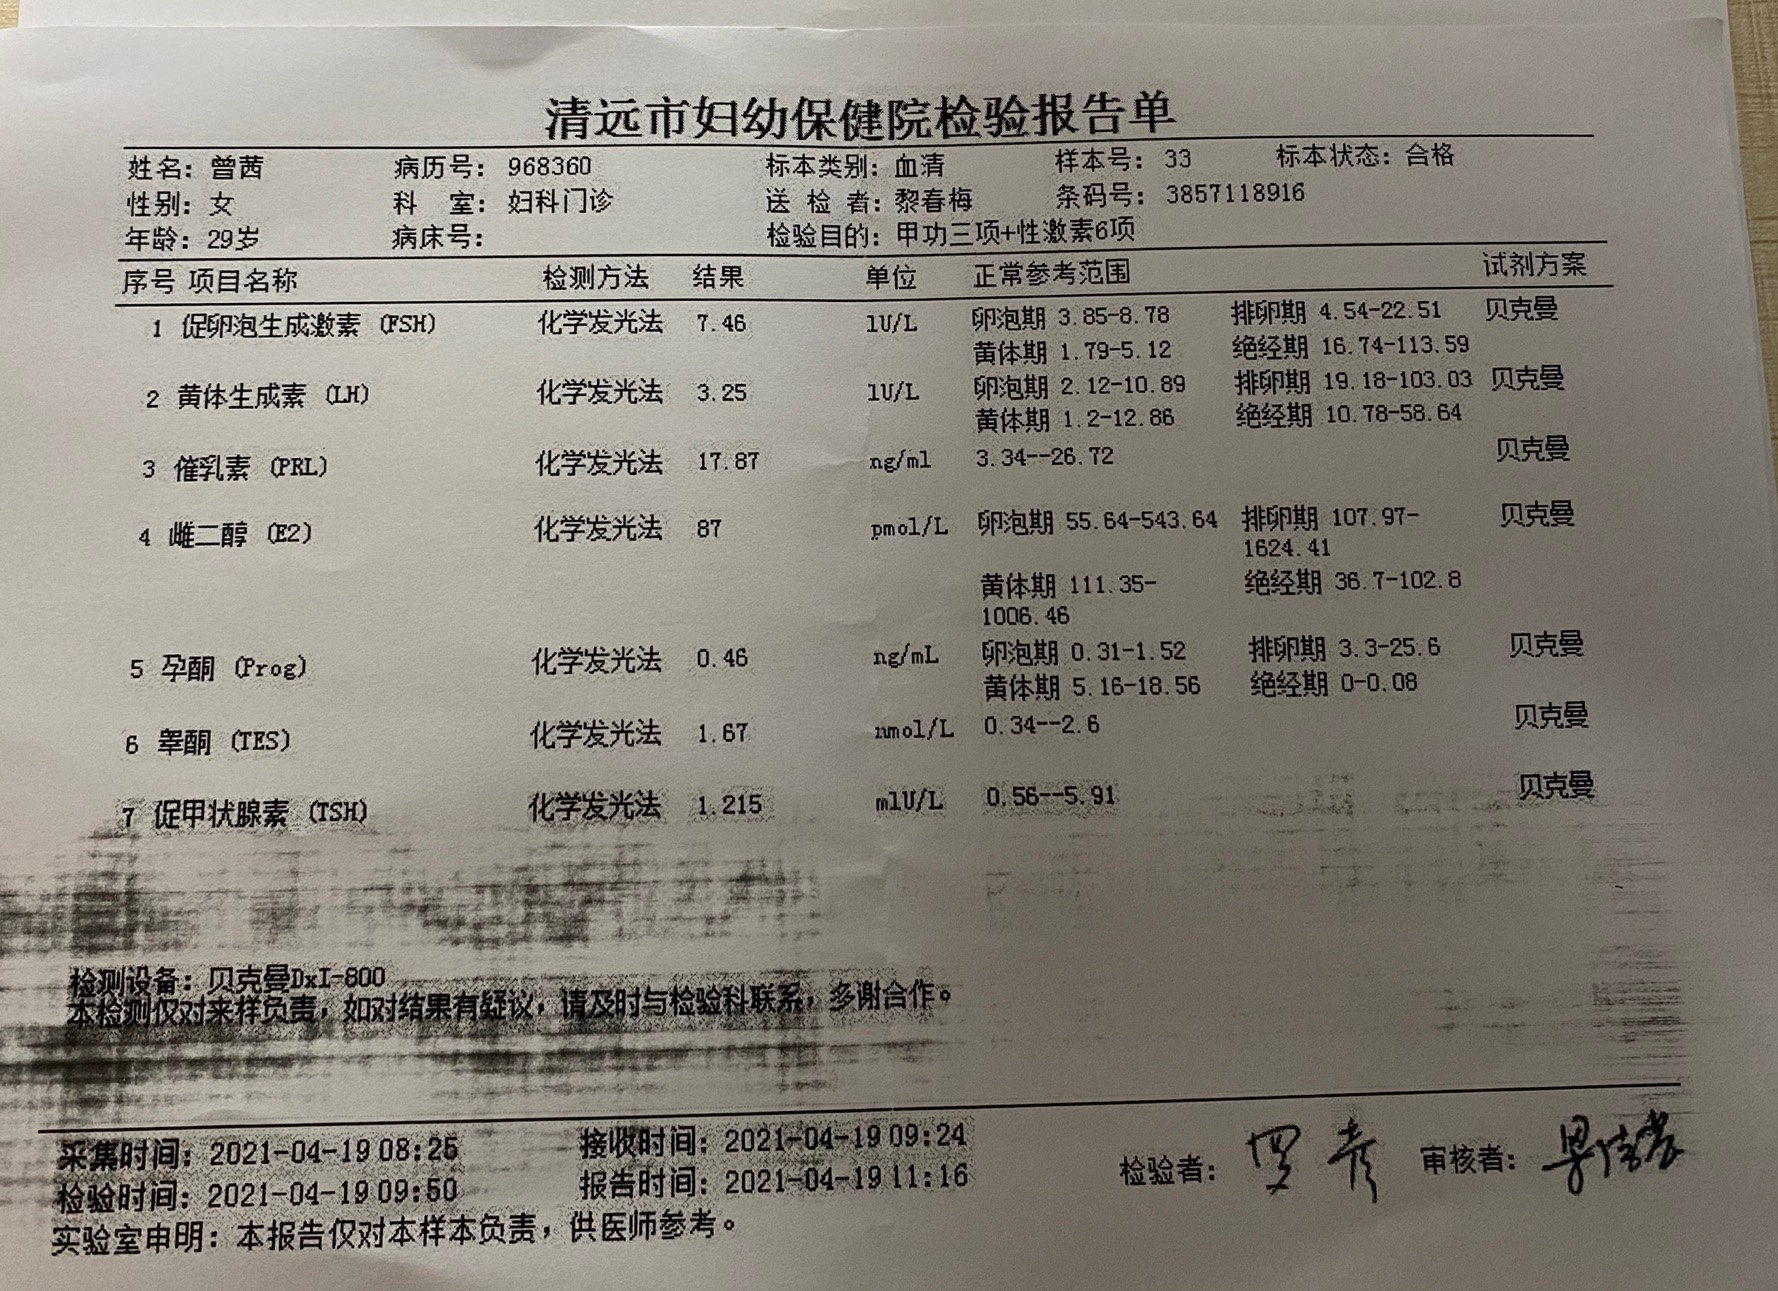 清远市妇幼保健院检验报告单
姓名：曾茜 病历号：968360 标本类别：血清 样本号：33 标本状态：合格
性别：女 科 室：妇科门诊 送 检 者：黎春梅 条码号：3857118916
年龄：29岁 病床号： 检验目的：甲功三项+性激素6项
序号 项目名称 检测方法 结果 单位 正常参考范围 试剂方案
1 促卵泡生成激素 (FSH) 化学发光法 7.46 lU/L 卵泡期 3.85-8.78 排卵期 4.54-22.51 贝克曼
黄体期 1.79-5.12 绝经期 16.74-113.59
2 黄体生成素 (LH) 化学发光法 3.25 lU/L 卵泡期 2.12-10.89 排卵期 19.18-103.03 贝克曼
黄体期 1.2-12.86 绝经期 10.78-58.64
3 催乳素 (PRL) 化学发光法 17.87 ng/ml 3.34--26.72 贝克曼
4 雌二醇 (E2) 化学发光法 87 pmol/L 卵泡期 55.64-543.64 排卵期 107.97-
1624.41 贝克曼
黄体期 111.35- 绝经期 36.7-102.8
1006.46
5 孕酮 (Prog) 化学发光法 0.46 ng/mL 卵泡期 0.31-1.52 排卵期 3.3-25.6 贝克曼
黄体期 5.16-18.56 绝经期 0-0.08
6 睾酮 (TES) 化学发光法 1.67 nmol/L 0.34--2.6 贝克曼
7 促甲状腺素 (TSH) 化学发光法 1.215 mlU/L 0.56--5.91 贝克曼
检测设备：贝克曼DxI-800
本检测仅对来样负责，如对结果有疑议，请及时与检验科联系，多谢合作。
采集时间：2021-04-19 08:25 接收时间：2021-04-19 09:24
检验时间：2021-04-19 09:50 报告时间：2021-04-19 11:16 检验者： 审核者：
实验室申明：本报告仅对本样本负责，供医师参考。